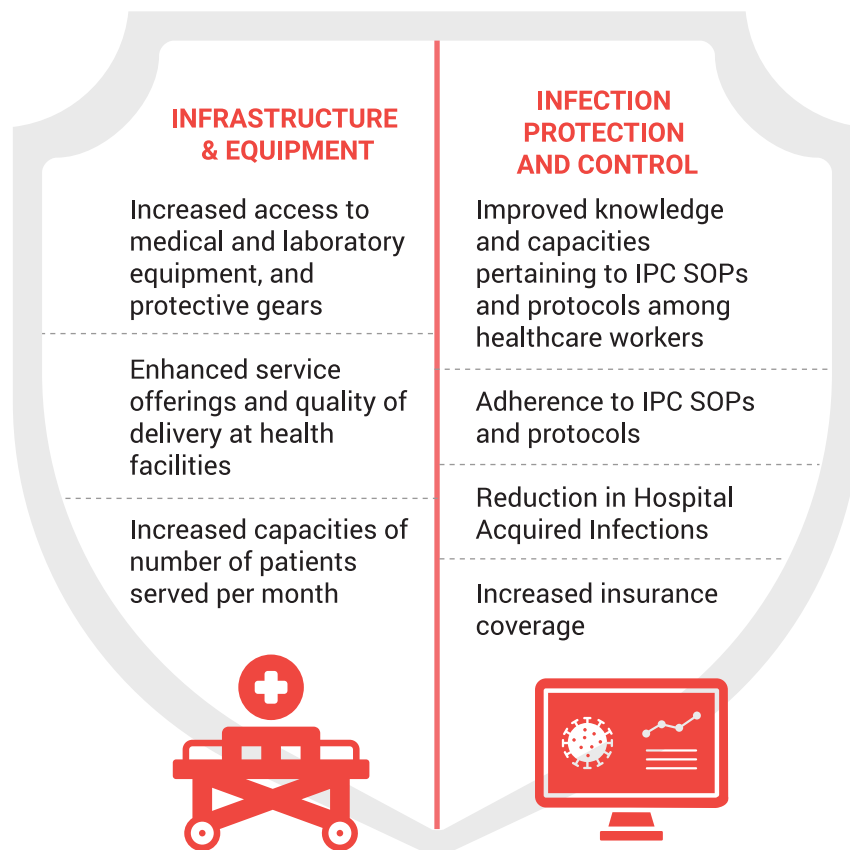 INFRASTRUCTURE
& EQUIPMENT
Increased access to
medical and laboratory
equipment, and
protective gears
Enhanced service
offerings and quality of
delivery at health
facilities
Increased capacities of
number of patients
served per month
INFECTION
PROTECTION
AND CONTROL
Improved knowledge
and capacities
pertaining to IPC SOPs
and protocols among
healthcare workers
Adherence to IPC SOPs
and protocols
Reduction in Hospital
Acquired Infections
Increased insurance
coverage